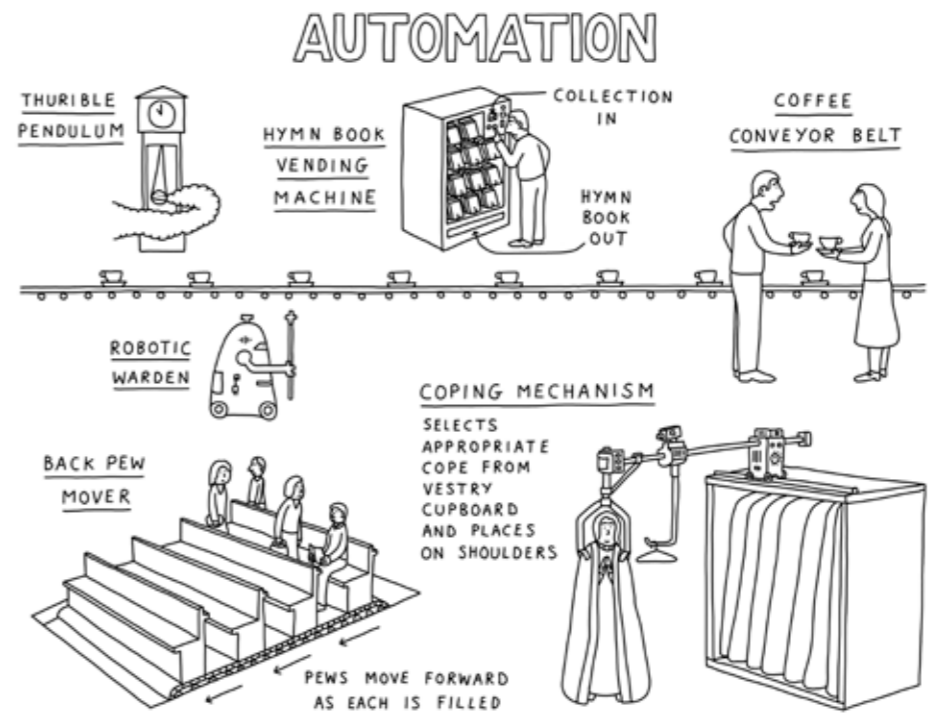 AUTOMATION
THURIBLE
PENDULUM
HYMN BOOK
VENDING
MACHINE
COLLECTION
IN
HYMN
BOOK
OUT
COFFEE
CONVEYOR BELT
ROBOTIC
WARDEN
COPING MECHANISM
SELECTS
APPROPRIATE
COPE FROM
VESTRY
CUPBOARD
AND PLACES
ON SHOULDERS
BACK PEW
MOVER
PEWS MOVE FORWARD
AS EACH IS FILLED